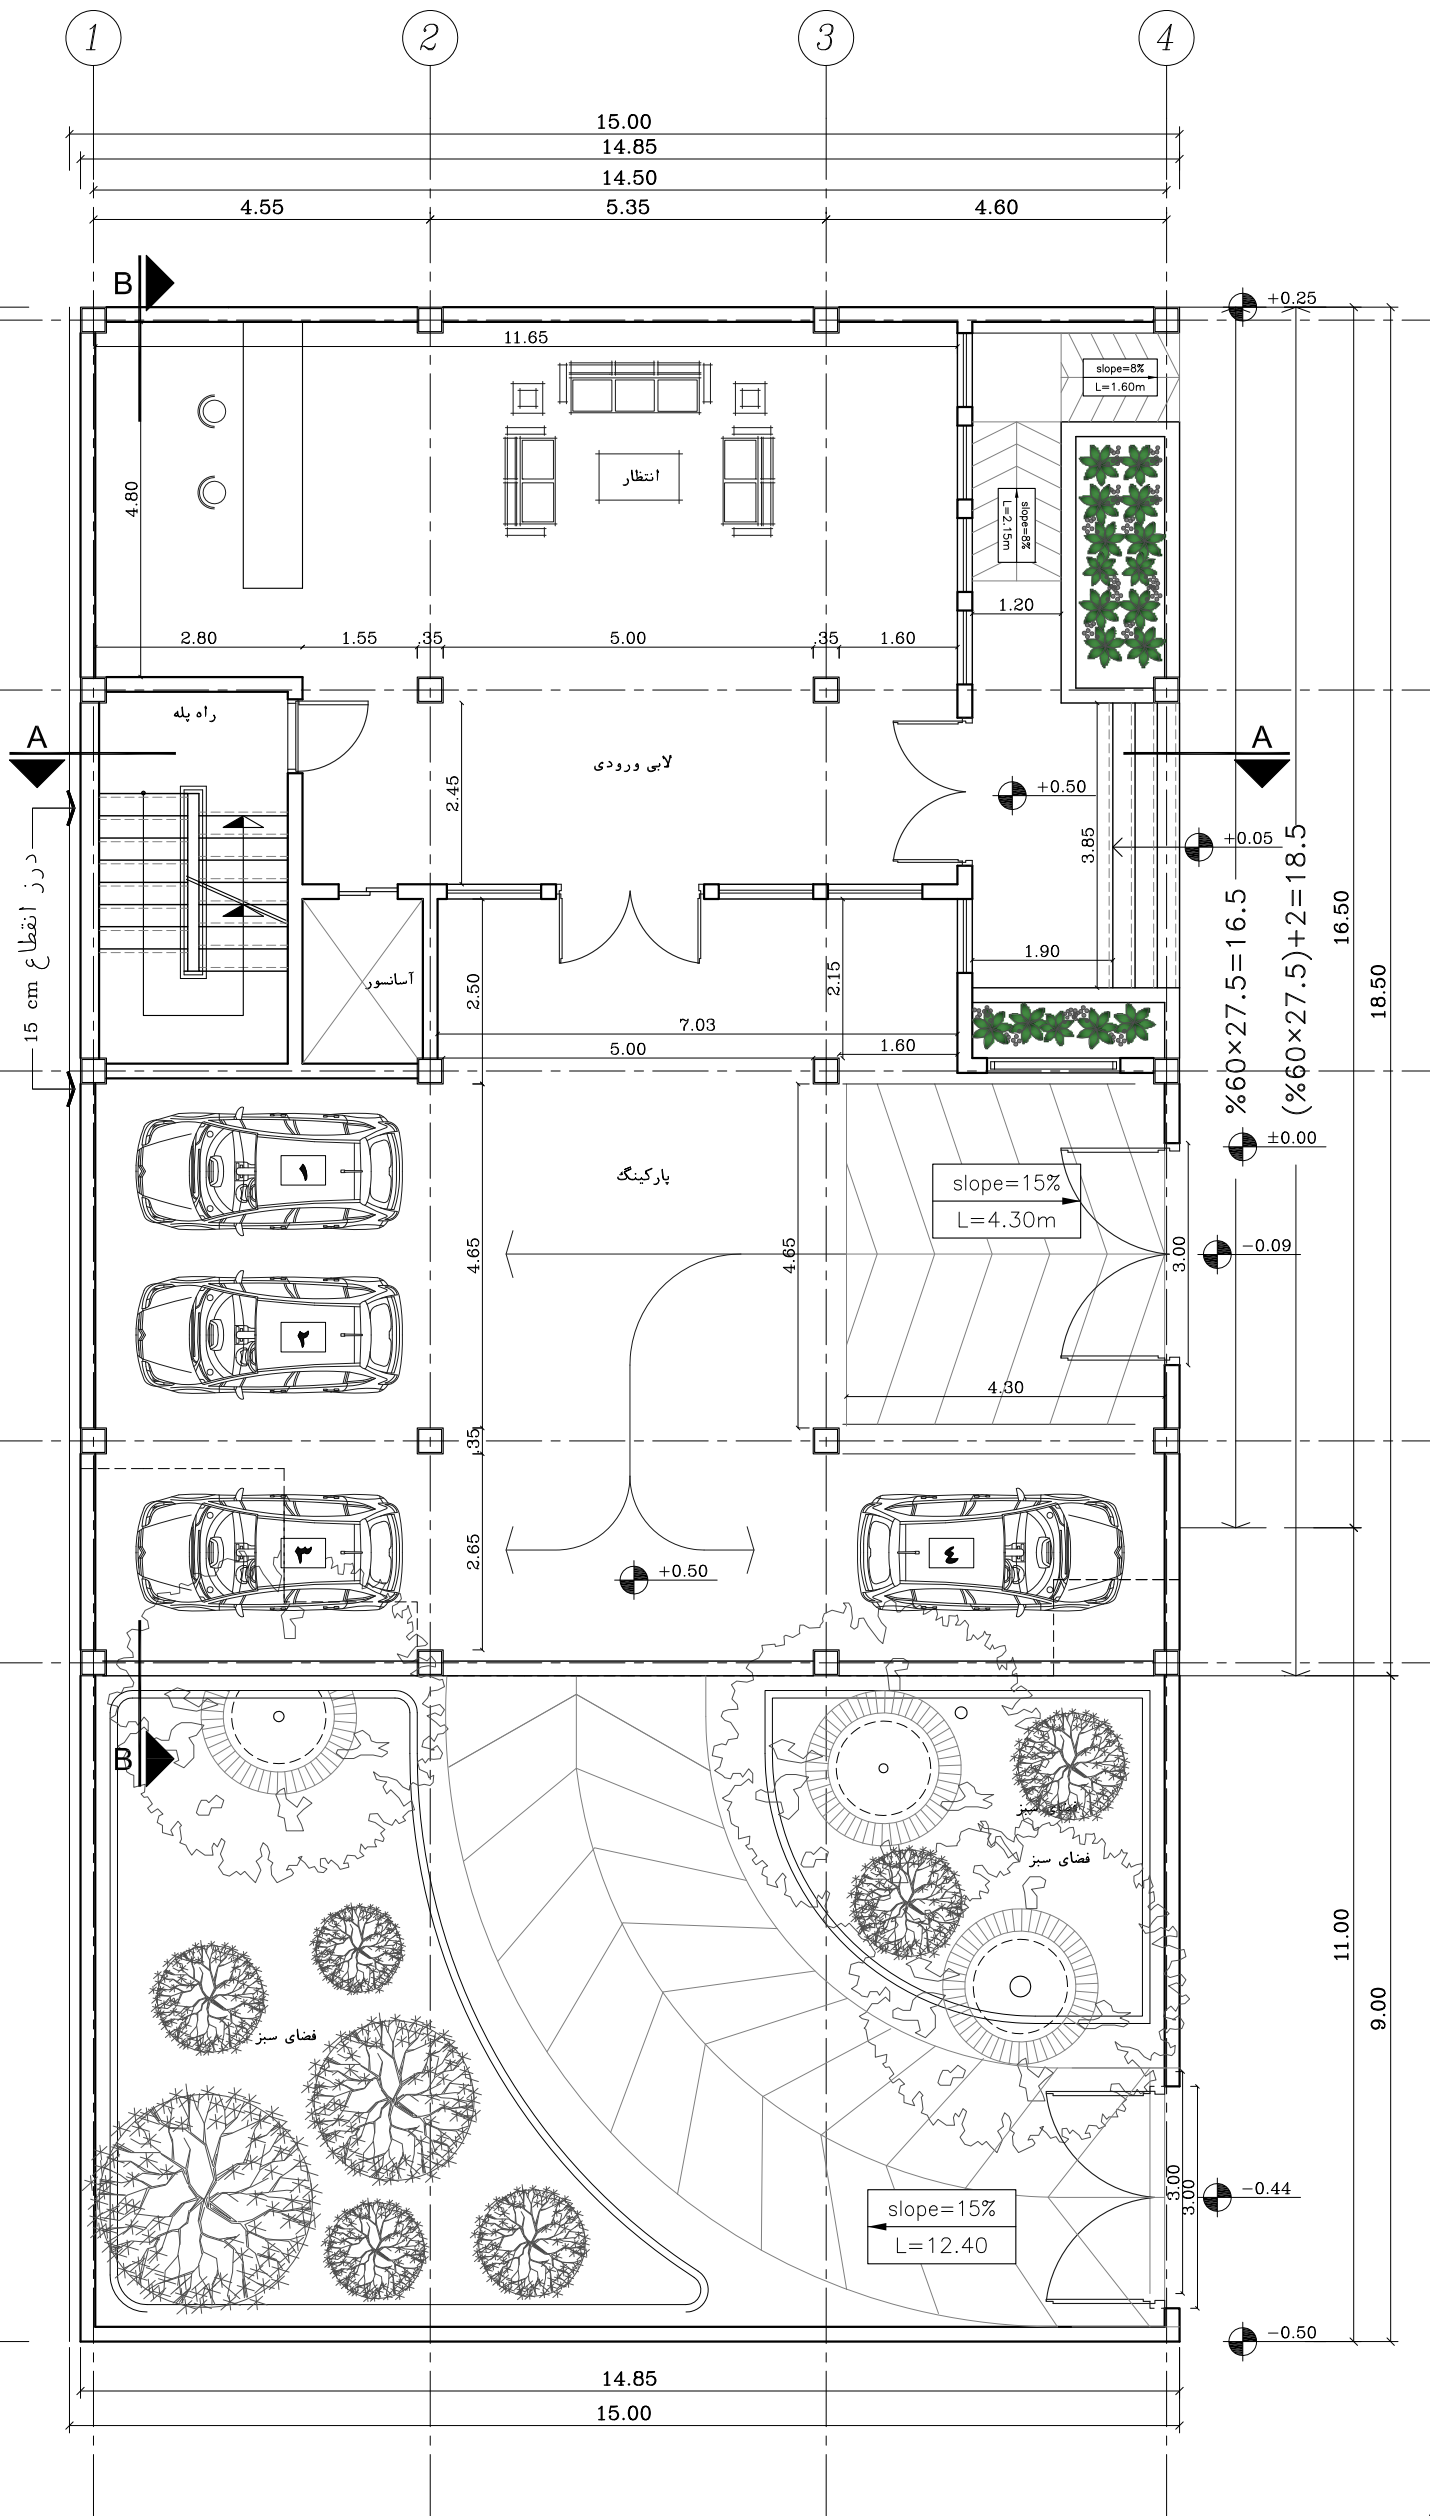 1
2
3
4
15.00
14.85
14.50
4.55
5.35
4.60
B
+0.25
11.65
slope=8%
L=1.60m
انتظار
4.80
slope=8%
L=2.15m
1.20
2.80
1.55
.35
5.00
.35
1.60
راه پله
A
A
لابی ورودی
2.45
+0.50
3.85
+0.05
درز انقطاع 15 cm
%60×27.5=16.5
(%60×27.5)+2=18.5
16.50
18.50
1.90
آسانسور
2.50
2.15
7.03
5.00
1.60
±0.00
۱
پارکینگ
slope=15%
L=4.30m
4.65
4.65
3.00
-0.09
۲
4.30
.35
۳
۴
2.65
+0.50
B
فضای سبز
فضای سبز
11.00
9.00
فضای سبز
3.00
3.00
-0.44
slope=15%
L=12.40
-0.50
14.85
15.00